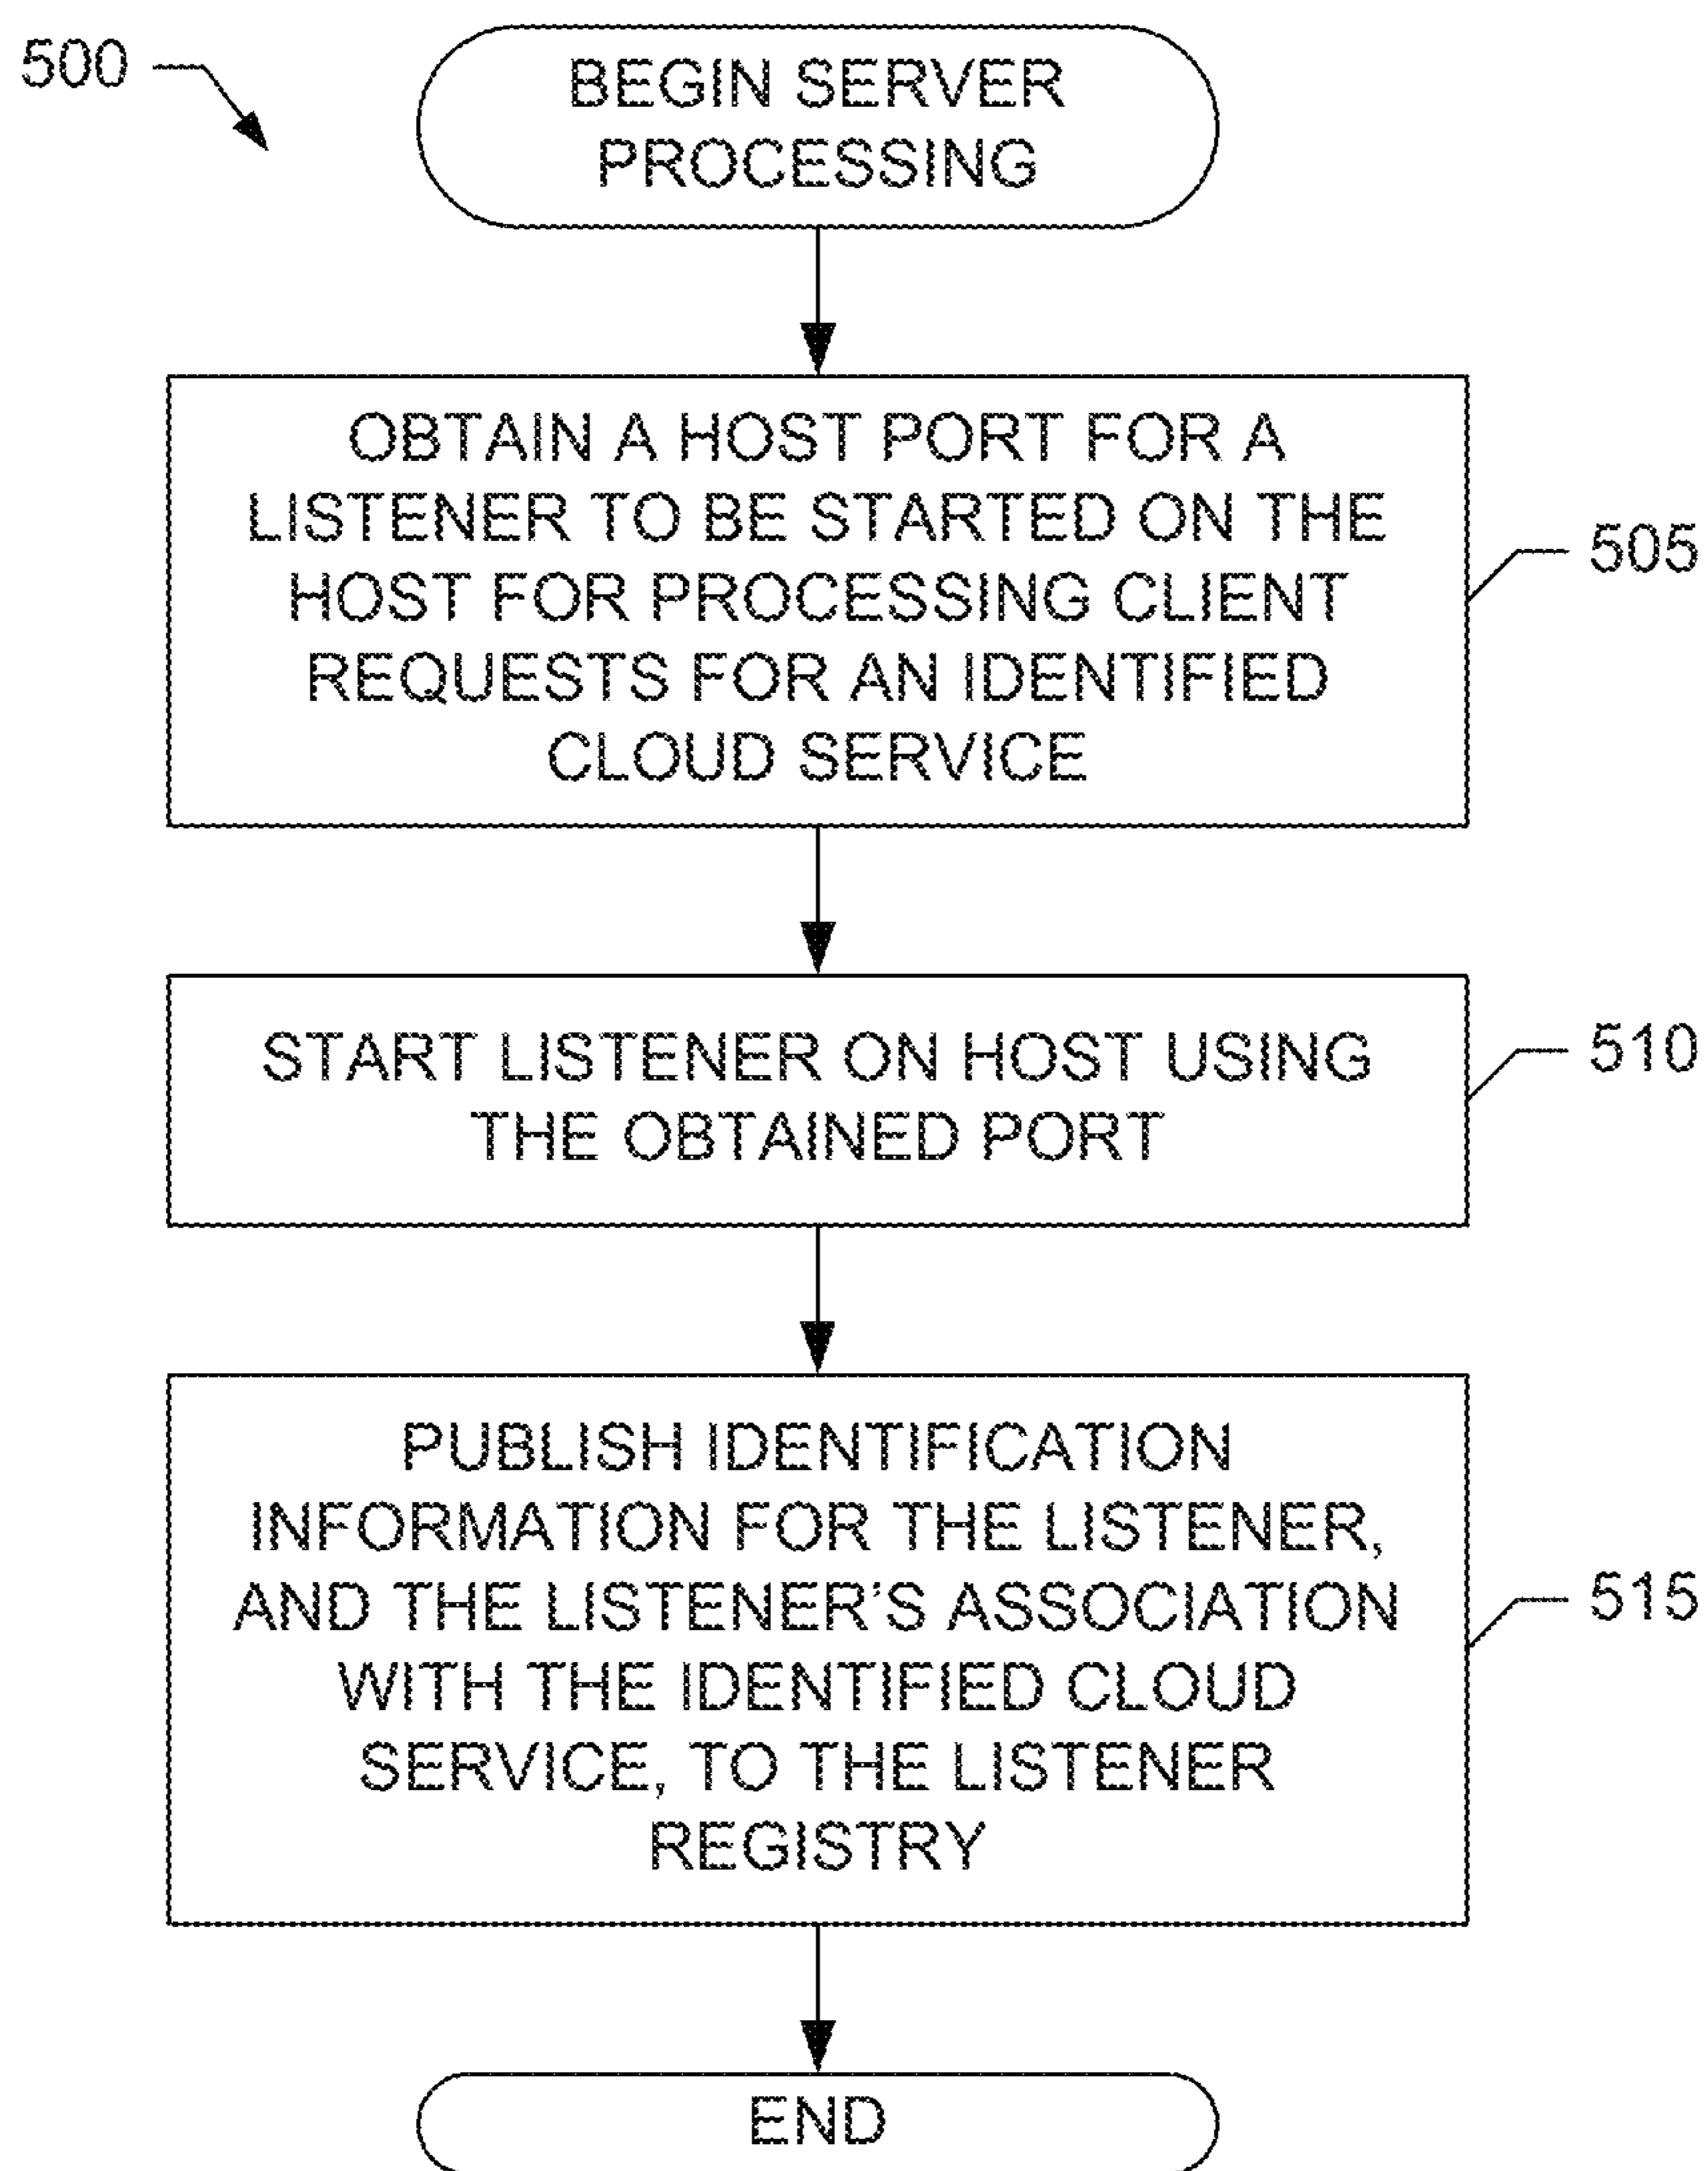 500
BEGIN SERVER
PROCESSING
OBTAIN A HOST PORT FOR A
LISTENER TO BE STARTED ON THE
HOST FOR PROCESSING CLIENT
REQUESTS FOR AN IDENTIFIED
CLOUD SERVICE
505
START LISTENER ON HOST USING
THE OBTAINED PORT
510
PUBLISH IDENTIFICATION
INFORMATION FOR THE LISTENER,
AND THE LISTENER'S ASSOCIATION
WITH THE IDENTIFIED CLOUD
SERVICE, TO THE LISTENER
REGISTRY
515
END